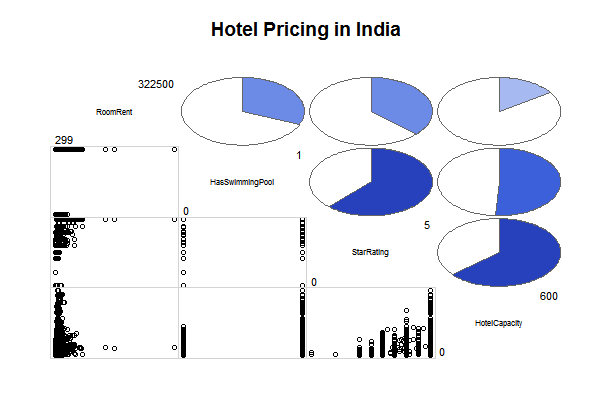 Hotel Pricing in India
322500
RoomRent
299
1
HasSwimmingPool
0
5
StarRating
0
600
HotelCapacity
0